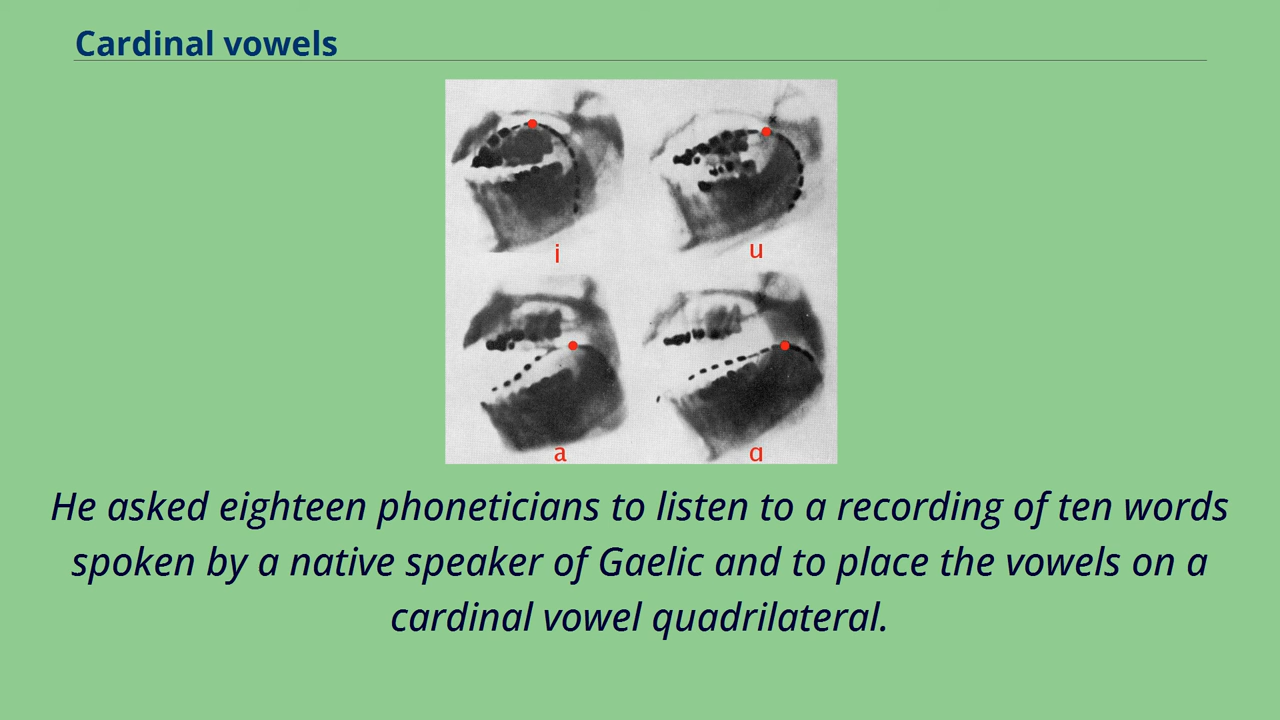 Cardinal vowels
i u
a ɑ
He asked eighteen phoneticians to listen to a recording of ten words
spoken by a native speaker of Gaelic and to place the vowels on a
cardinal vowel quadrilateral.